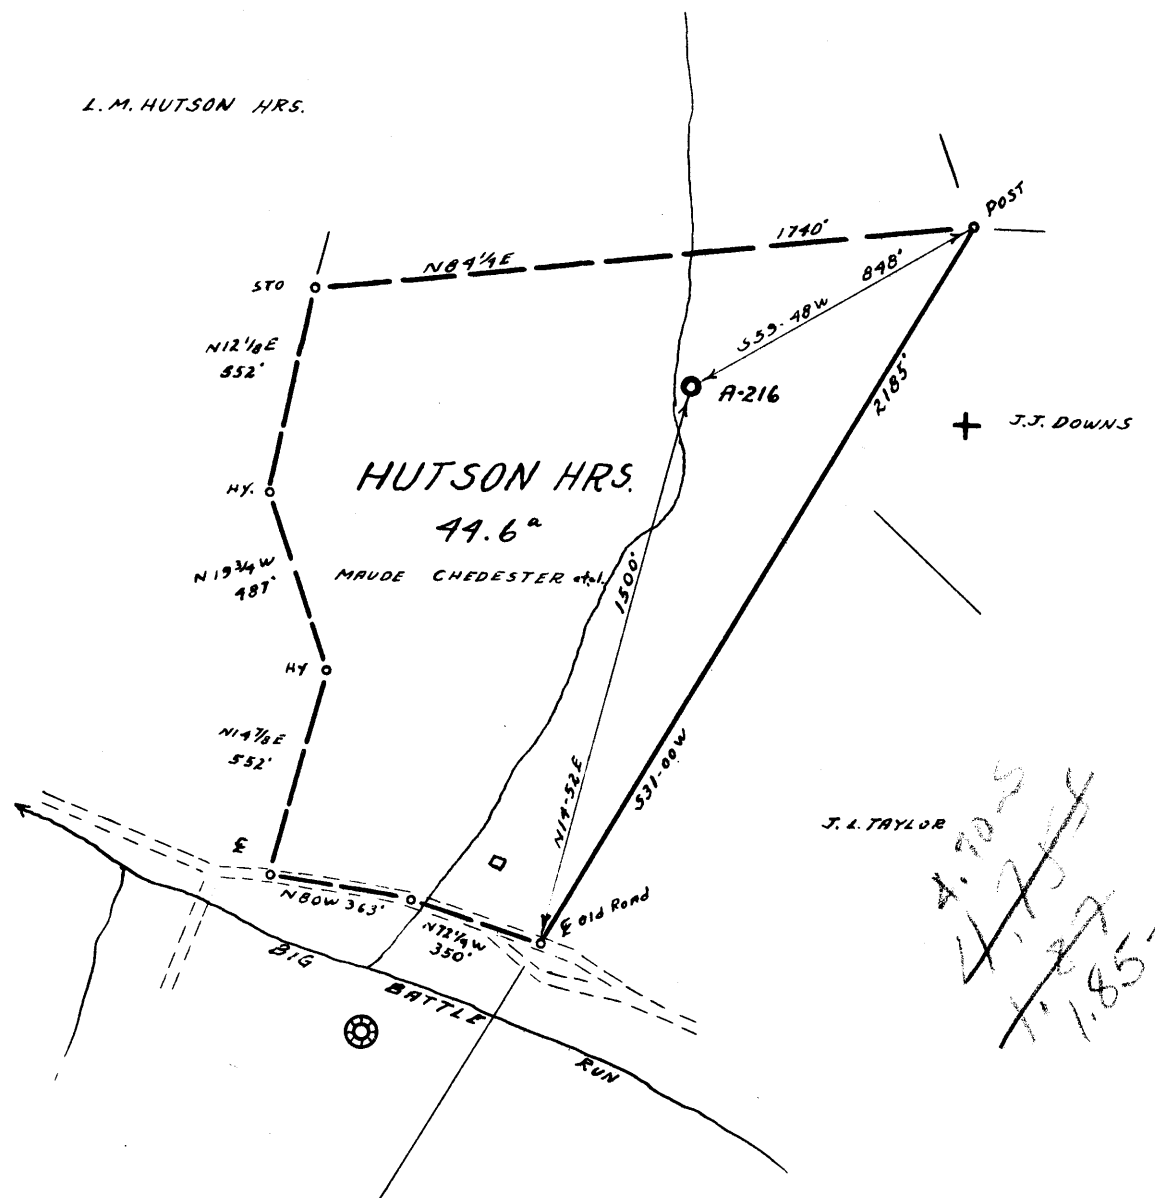 L. M. HUTSON HRS.
POST
1740'
N84¼E
848'
STO
S59-48W
N12⅛E
552'
A-216
2185'
J.J. DOWNS
HUTSON HRS.
HY.
44.6ᵃ
N19¾W
487'
MAUDE CHEDESTER et.al.
1500'
HY
N14⅞E
552'
S31-00W
N14-52E
J. L. TAYLOR
℄
N80W 363'
℄ Old Road
N72¼W
350'
BIG
BATTLE
RUN
1.85